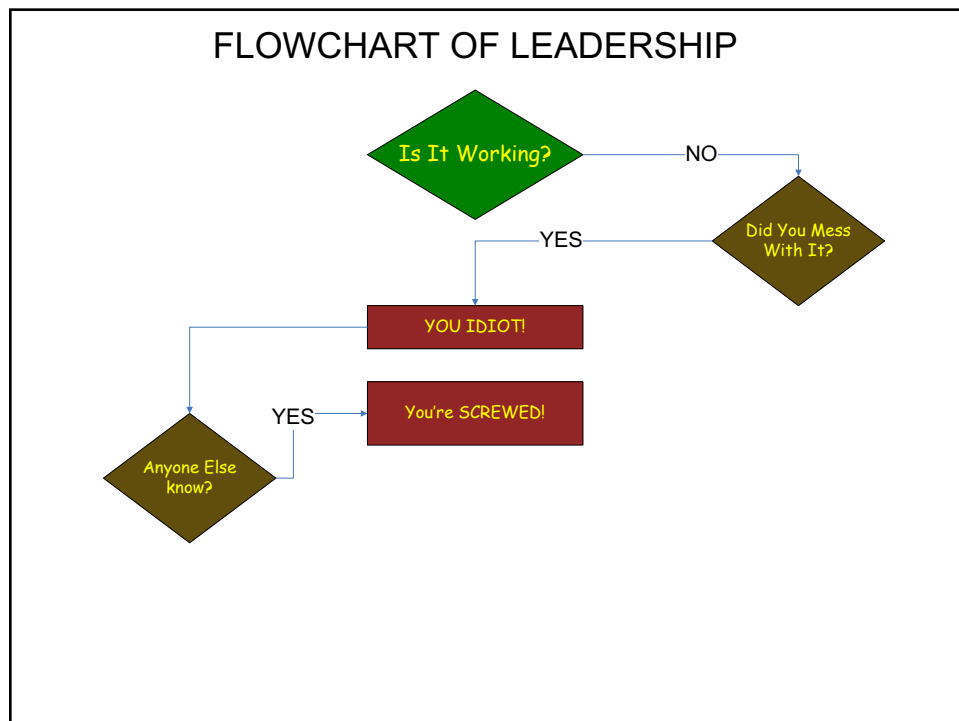 FLOWCHART OF LEADERSHIP
Is It Working?
NO
Did You Mess
With It?
YES
YOU IDIOT!
You're SCREWED!
YES
Anyone Else
know?